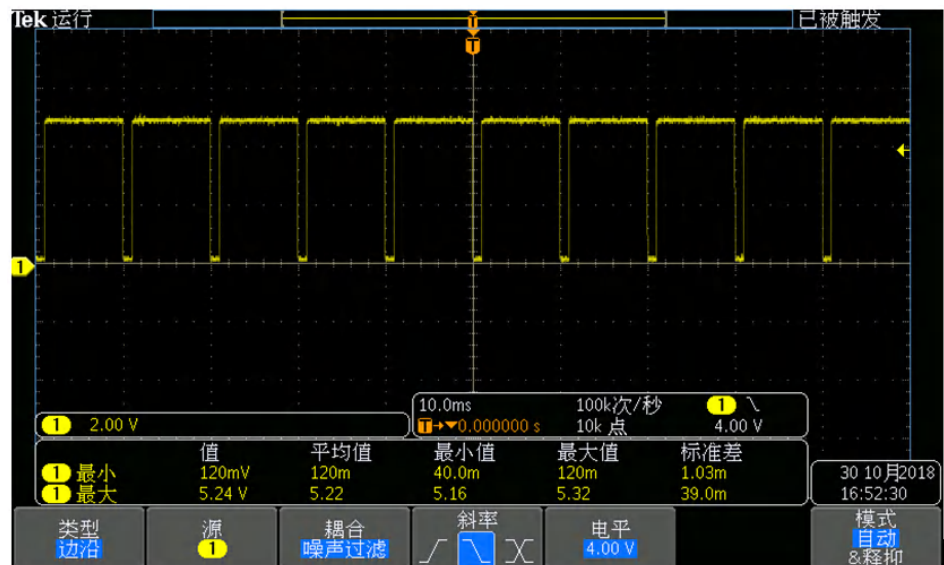 Tek 运行 T 已被触发
T
1
10.0ms 100k次/秒 1 \
1 2.00 V T→▼0.000000 s 10k 点 4.00 V
值 平均值 最小值 最大值 标准差
1 最小 120mV 120m 40.0m 120m 1.03m
1 最大 5.24 V 5.22 5.16 5.32 39.0m
30 10月2018
16:52:30
类型 源 耦合 斜率 电平 模式
边沿 1 噪声过滤 4.00 V 自动
&释抑